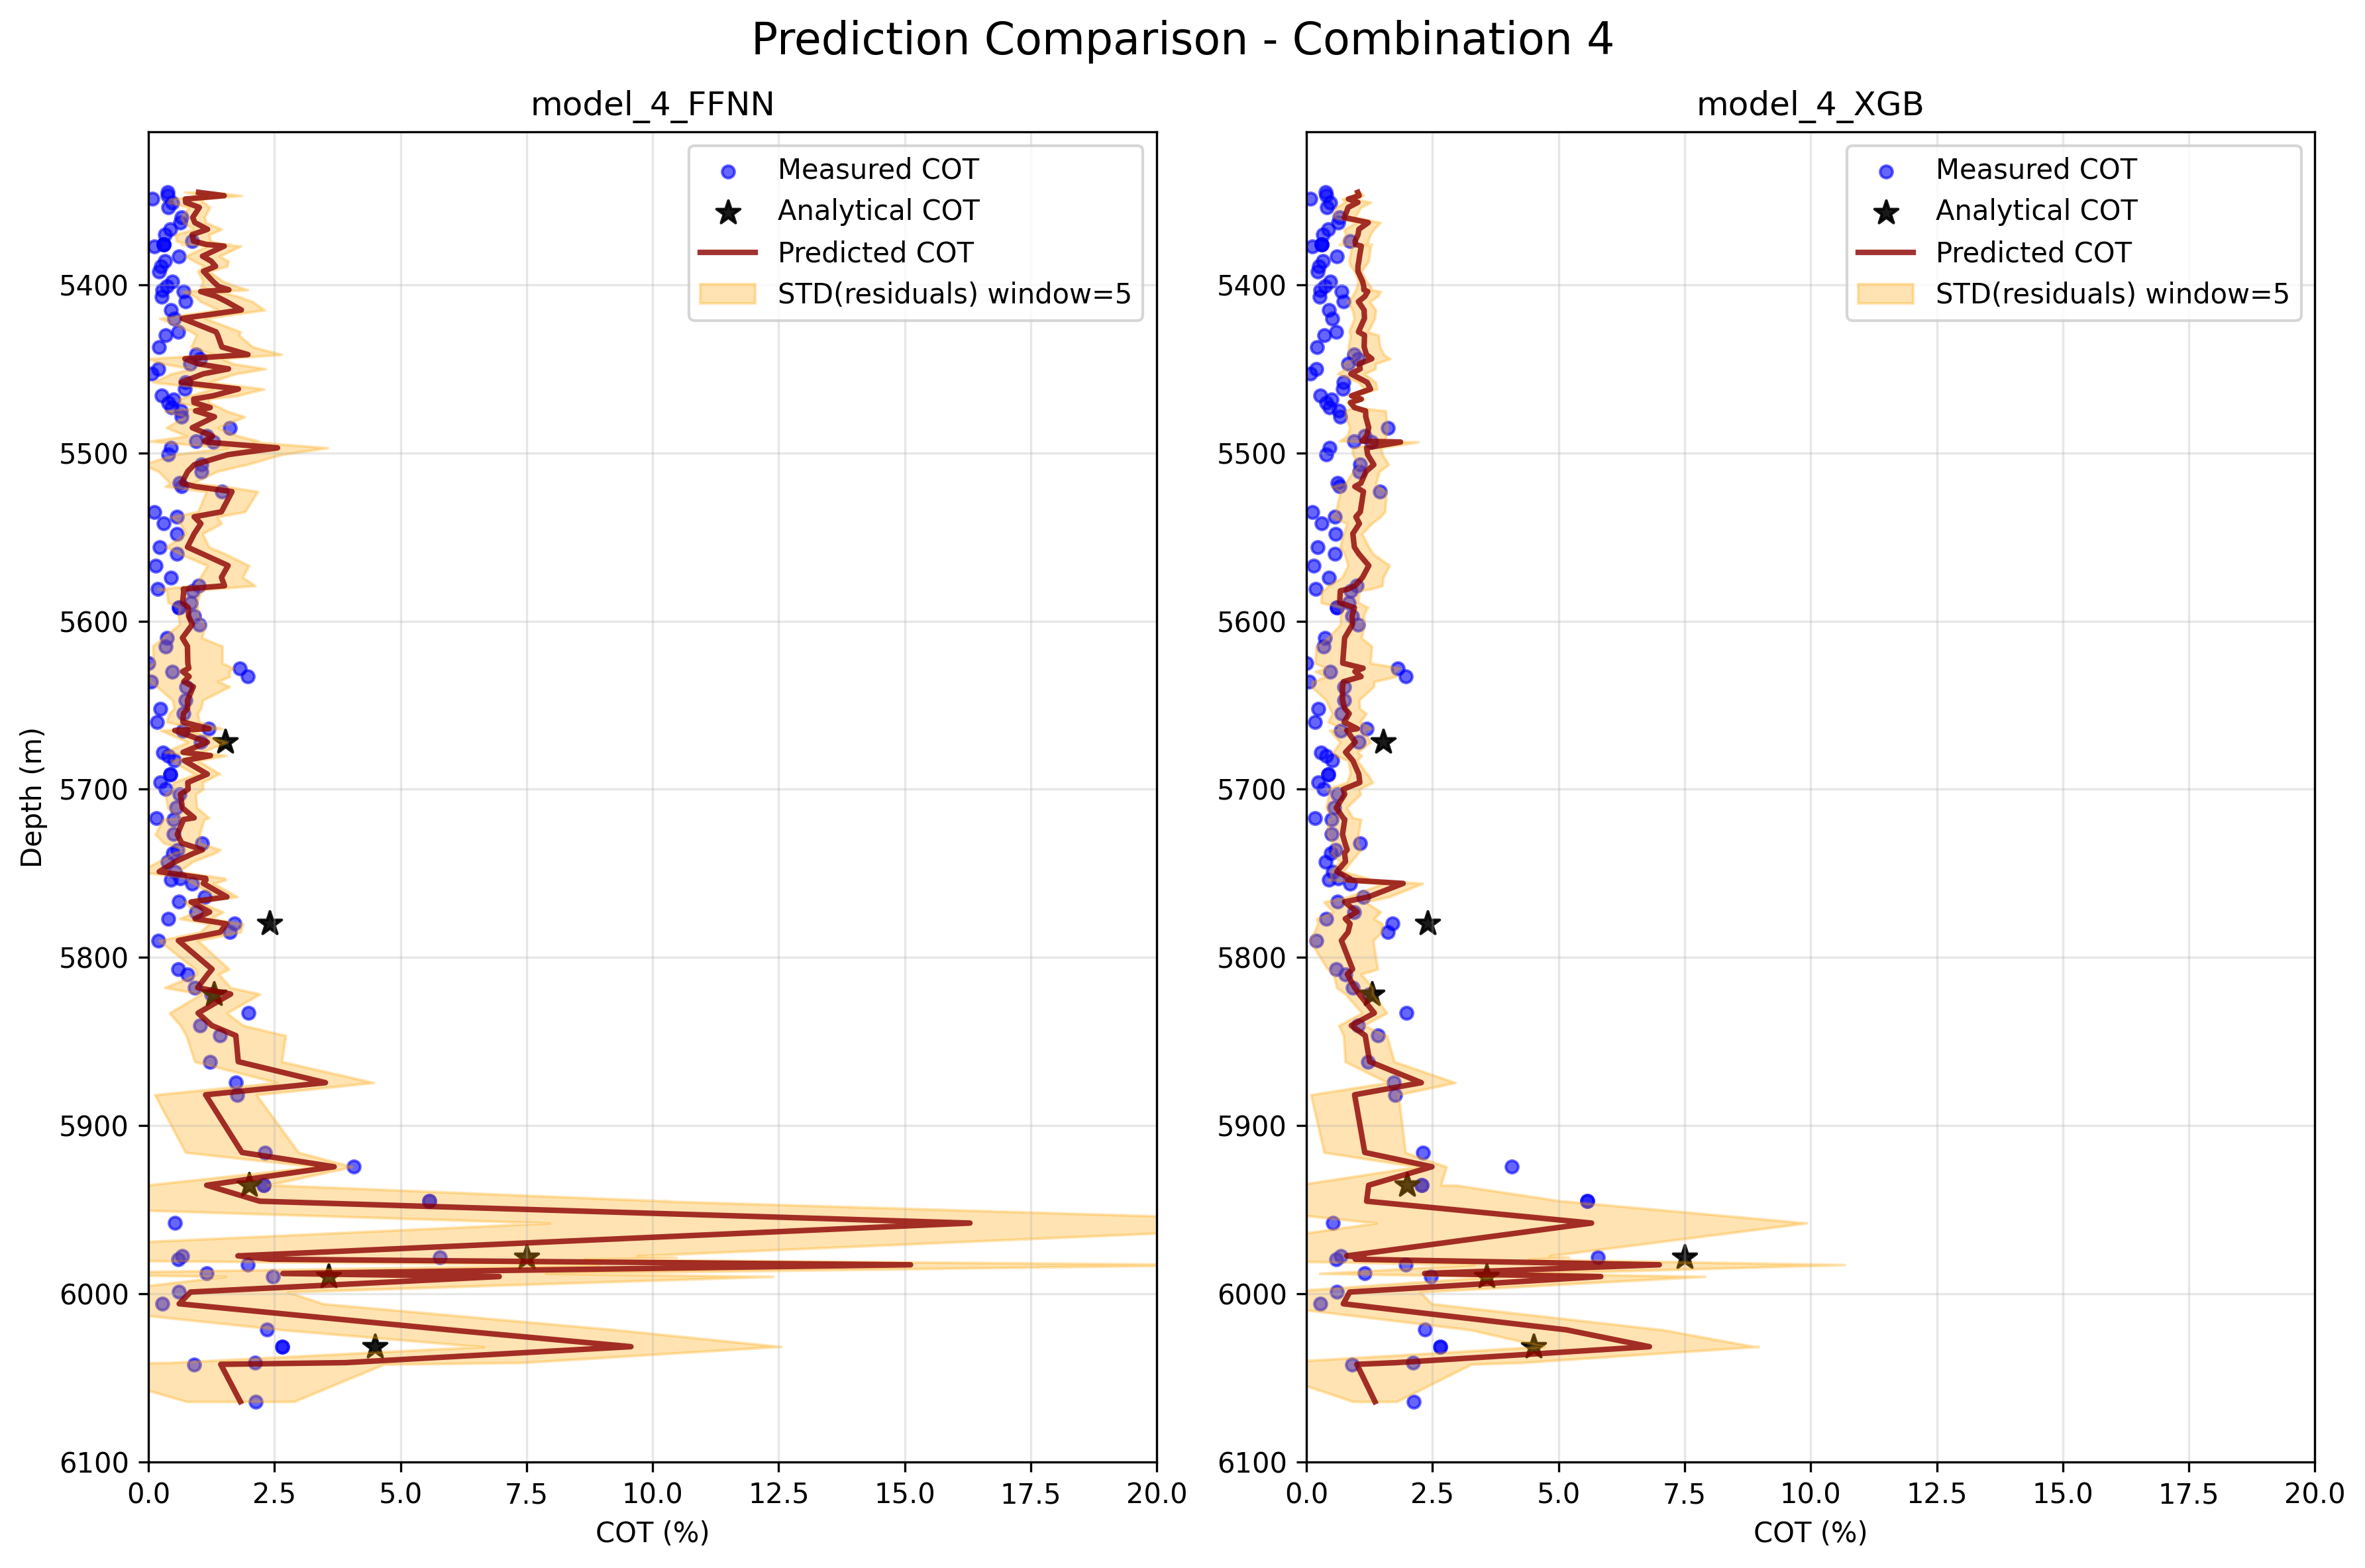 Prediction Comparison - Combination 4
model_4_FFNN
Measured COT
Analytical COT
Predicted COT
STD(residuals) window=5
Depth (m)
5400
5500
5600
5700
5800
5900
6000
6100
0.0 2.5 5.0 7.5 10.0 12.5 15.0 17.5 20.0
COT (%)
model_4_XGB
Measured COT
Analytical COT
Predicted COT
STD(residuals) window=5
5400
5500
5600
5700
5800
5900
6000
6100
0.0 2.5 5.0 7.5 10.0 12.5 15.0 17.5 20.0
COT (%)